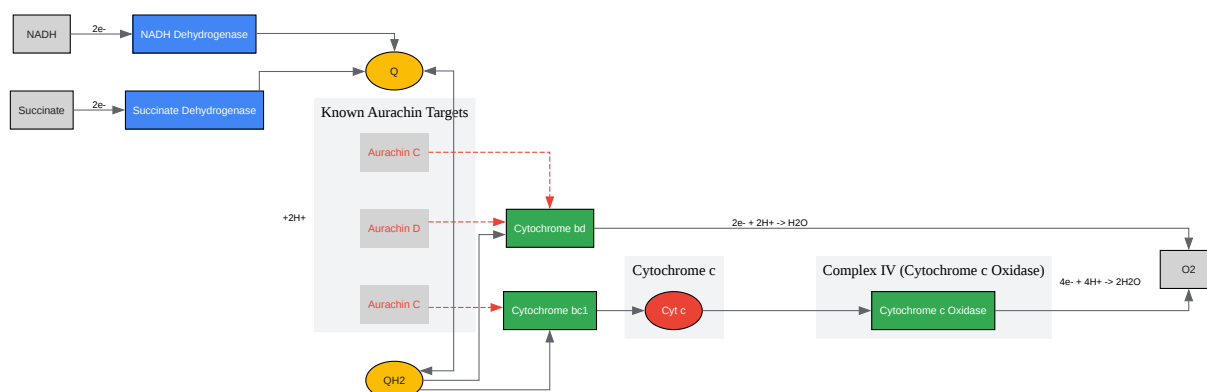 NADH
2e-
NADH Dehydrogenase
Q
Succinate
2e-
Succinate Dehydrogenase
Known Aurachin Targets
Aurachin C
+2H+
Aurachin D
Cytochrome bd
2e- + 2H+ -> H2O
Aurachin C
Cytochrome bc1
Cytochrome c
Cyt c
Complex IV (Cytochrome c Oxidase)
Cytochrome c Oxidase
4e- + 4H+ -> 2H2O
O2
QH2